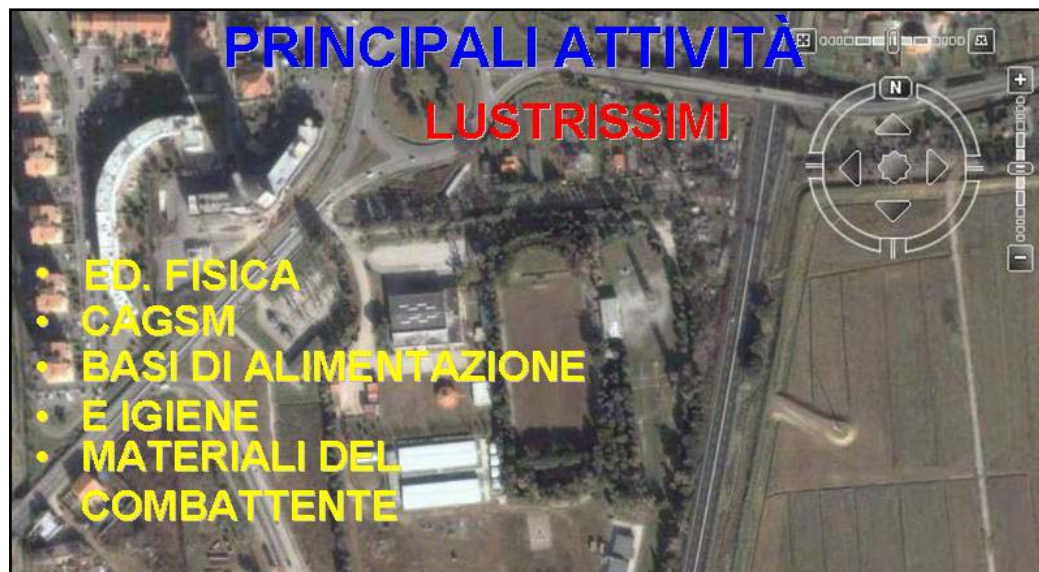 PRINCIPALI ATTIVITÀ
LUSTRISSIMI
N
+
• ED. FISICA
• CAGSM
• BASI DI ALIMENTAZIONE
• E IGIENE
• MATERIALI DEL
COMBATTENTE
-